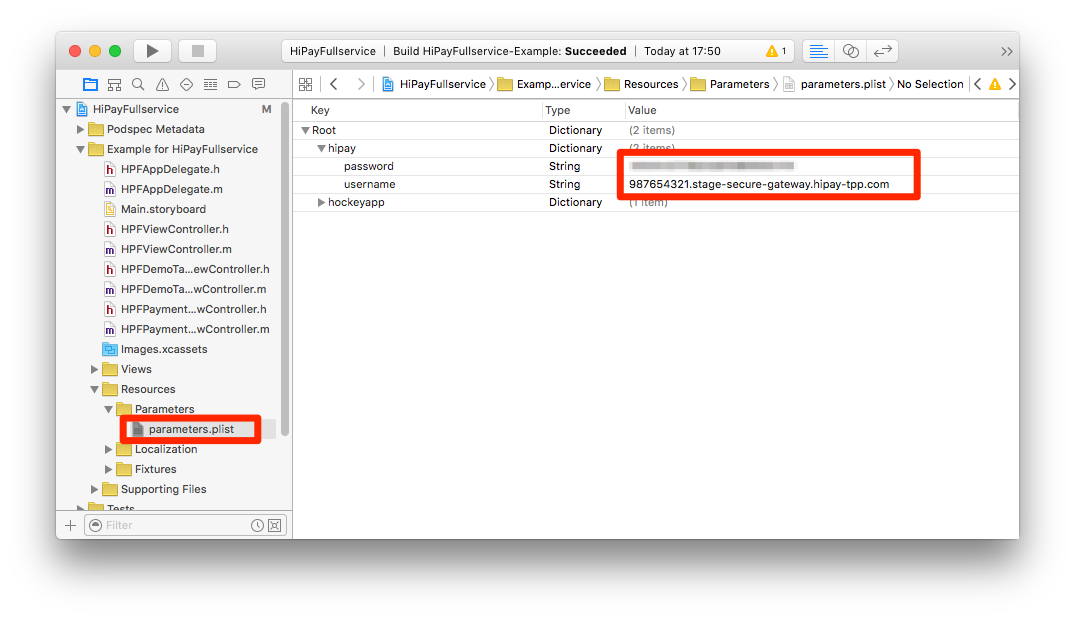 HiPayFullservice | Build HiPayFullservice-Example: Succeeded | Today at 17:50 1
HiPayFullservice Examp...ervice Resources Parameters parameters.plist No Selection
HiPayFullservice M
Podspec Metadata
Example for HiPayFullservice
HPFAppDelegate.h
HPFAppDelegate.m
Main.storyboard
HPFViewController.h
HPFViewController.m
HPFDemoTa...ewController.h
HPFDemoTa...wController.m
HPFPayment...wController.h
HPFPayment...wController.m
Images.xcassets
Views
Resources
Parameters
parameters.plist
Localization
Fixtures
Supporting Files
Tests
Filter
Key Type Value
Root Dictionary (2 items)
hipay Dictionary (2 items)
password String
username String 987654321.stage-secure-gateway.hipay-tpp.com
hockeyapp Dictionary (1 item)